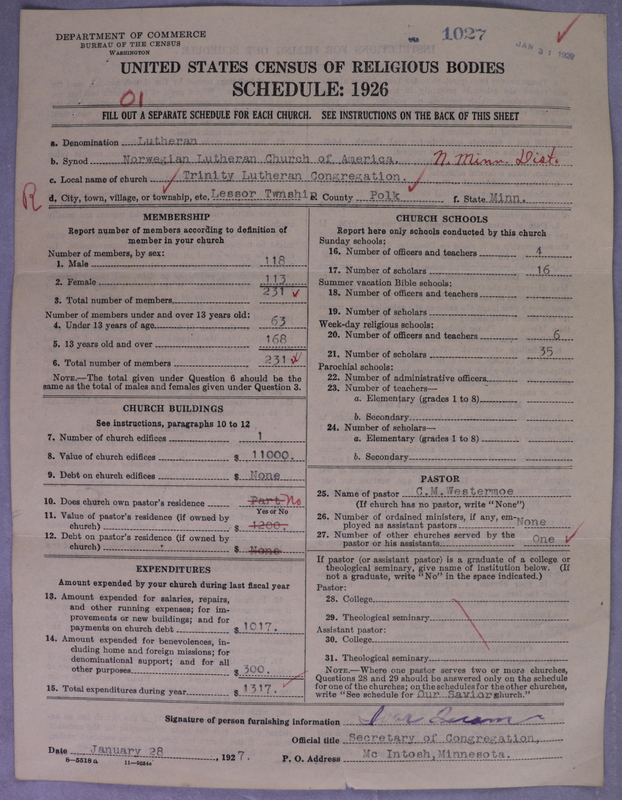 DEPARTMENT OF COMMERCE
BUREAU OF THE CENSUS
WASHINGTON
1027
JAN 31 1928
UNITED STATES CENSUS OF RELIGIOUS BODIES
SCHEDULE: 1926
01
FILL OUT A SEPARATE SCHEDULE FOR EACH CHURCH. SEE INSTRUCTIONS ON THE BACK OF THIS SHEET
a. Denomination Lutheran
b. Synod Norwegian Lutheran Church of America. N. Minn. Dist.
c. Local name of church Trinity Lutheran Congregation.
R d. City, town, village, or township, etc. Lessor Twnship e. County Polk f. State Minn.
MEMBERSHIP
Report number of members according to definition of
member in your church
Number of members, by sex:
1. Male 118
2. Female 113
3. Total number of members 231
Number of members under and over 13 years old:
4. Under 13 years of age 63
5. 13 years old and over 168
6. Total number of members 231
NOTE.—The total given under Question 6 should be the
same as the total of males and females given under Question 3.
CHURCH BUILDINGS
See instructions, paragraphs 10 to 12
7. Number of church edifices 1
8. Value of church edifices $ 11000.
9. Debt on church edifices $ None
10. Does church own pastor's residence Part No
Yes or No
11. Value of pastor's residence (if owned by
church) $ 1200.
12. Debt on pastor's residence (if owned by
church) $ None
EXPENDITURES
Amount expended by your church during last fiscal year
13. Amount expended for salaries, repairs,
and other running expenses; for im-
provements or new buildings; and for
payments on church debt $ 1017.
14. Amount expended for benevolences, in-
cluding home and foreign missions; for
denominational support; and for all
other purposes $ 300.
15. Total expenditures during year $ 1317.
CHURCH SCHOOLS
Report here only schools conducted by this church
Sunday schools:
16. Number of officers and teachers 4
17. Number of scholars 16
Summer vacation Bible schools:
18. Number of officers and teachers
19. Number of scholars
Week-day religious schools:
20. Number of officers and teachers 6
21. Number of scholars 35
Parochial schools:
22. Number of administrative officers
23. Number of teachers—
a. Elementary (grades 1 to 8)
b. Secondary
24. Number of scholars—
a. Elementary (grades 1 to 8)
b. Secondary
PASTOR
25. Name of pastor C.M.Westermoe
(If church has no pastor, write "None")
26. Number of ordained ministers, if any, em-
ployed as assistant pastors None
27. Number of other churches served by the
pastor or his assistants One
If pastor (or assistant pastor) is a graduate of a college or
theological seminary, give name of institution below. (If
not a graduate, write "No" in the space indicated.)
Pastor:
28. College
29. Theological seminary
Assistant pastor:
30. College
31. Theological seminary
NOTE.—Where one pastor serves two or more churches,
Questions 28 and 29 should be answered only on the schedule
for one of the churches; on the schedules for the other churches,
write "See schedule for Our Savior church."
Signature of person furnishing information
Official title Secretary of Congregation,
Date January 28, 1927. P. O. Address Mc Intosh,Minnesota.
8—5518a 11—9264a